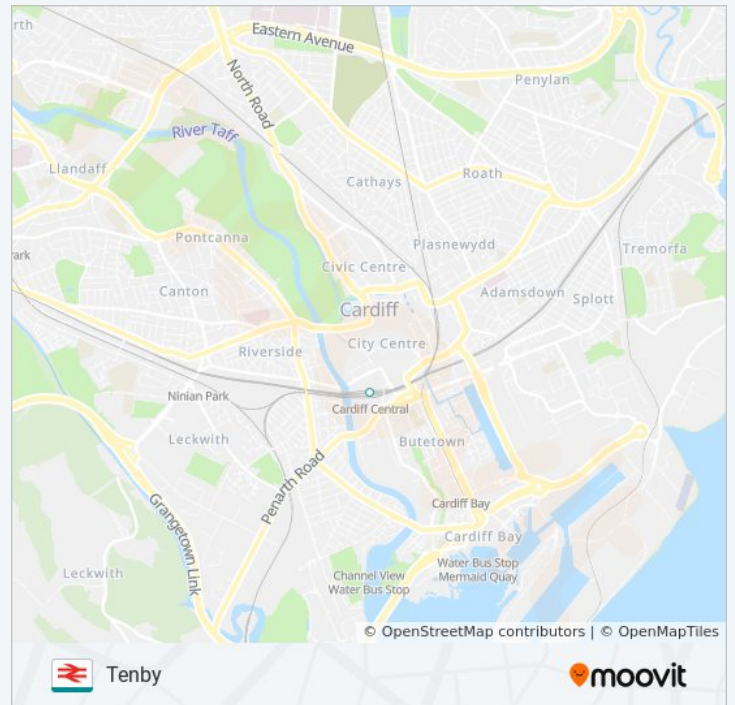 rth
Eastern Avenue
North Road
Penylan
River Taff
Llandaff
Cathays
Roath
Pontcanna
Plasnewydd
ark
Civic Centre
Tremorfa
Canton
Adamsdown
Splott
Cardiff
City Centre
Riverside
Ninian Park
Cardiff Central
Leckwith
Butetown
Penarth Road
Grangetown Link
Cardiff Bay
Cardiff Bay
Leckwith
Channel View
Water Bus Stop
Water Bus Stop
Mermaid Quay
© OpenStreetMap contributors | © OpenMapTiles
Tenby
moovit